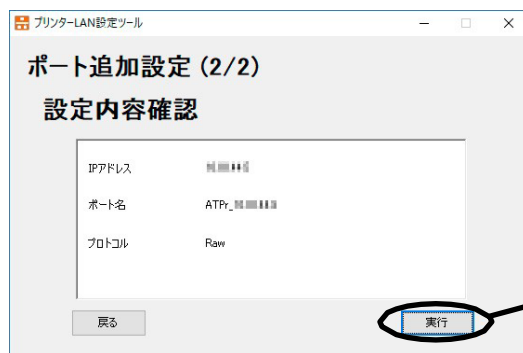 プリンターLAN設定ツール
ポート追加設定 (2/2)
設定内容確認
IPアドレス
ポート名 ATPr_
プロトコル Raw
戻る 実行